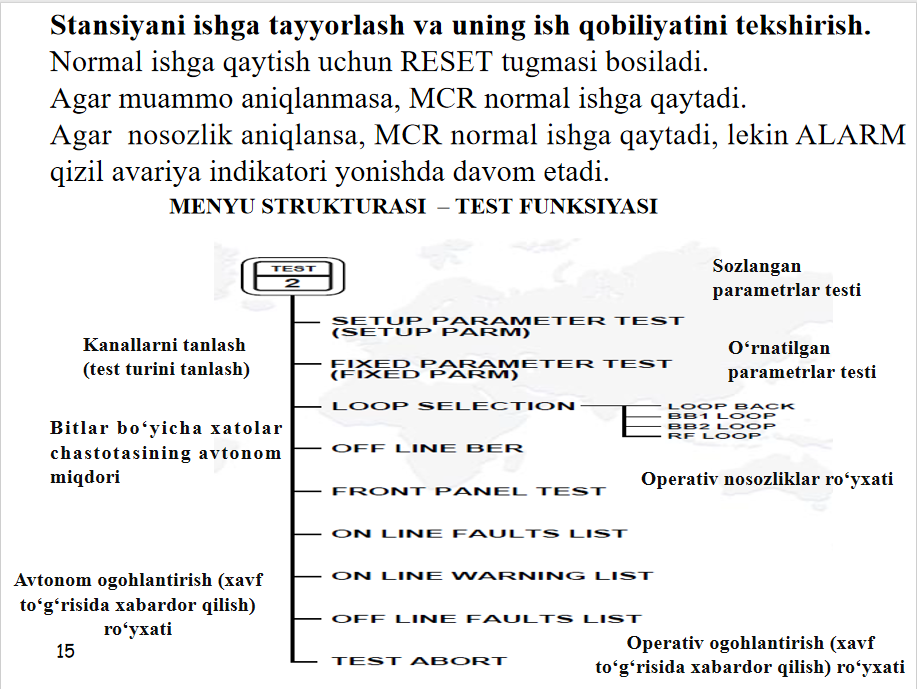 Stansiyani ishga tayyorlash va uning ish qobiliyatini tekshirish.
Normal ishga qaytish uchun RESET tugmasi bosiladi.
Agar muammo aniqlanmasa, MCR normal ishga qaytadi.
Agar  nosozlik aniqlansa, MCR normal ishga qaytadi, lekin ALARM
qizil avariya indikatori yonishda davom etadi.
MENYU STRUKTURASI – TEST FUNKSIYASI
TEST
2
Sozlangan
parametrlar testi
SETUP PARAMETER TEST
(SETUP PARM)
Kanallarni tanlash
(test turini tanlash)
O‘rnatilgan
parametrlar testi
FIXED PARAMETER TEST
(FIXED PARM)
LOOP SELECTION
LOOP BACK
BB1 LOOP
BB2 LOOP
RF LOOP
Bitlar bo‘yicha xatolar
chastotasining avtonom
miqdori
OFF LINE BER
Operativ nosozliklar ro‘yxati
FRONT PANEL TEST
ON LINE FAULTS LIST
ON LINE WARNING LIST
Avtonom ogohlantirish (xavf
to‘g‘risida xabardor qilish)
ro‘yxati
OFF LINE FAULTS LIST
Operativ ogohlantirish (xavf
to‘g‘risida xabardor qilish) ro‘yxati
TEST ABORT
15